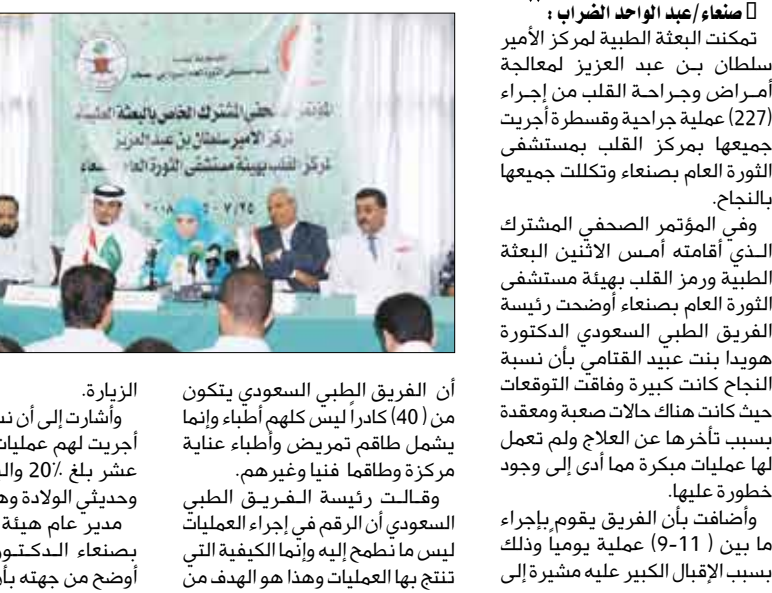 صنعاء/عبد الواحد الضراب :
تمكنت البعثة الطبية لمركز الأمير
سلطان بن عبد العزيز لمعالجة
أمراض وجراحة القلب من إجراء
(227) عملية جراحية وقسطرة أجريت
جميعها بمركز القلب بمستشفى
الثورة العام بصنعاء وتكللت جميعها
بالنجاح.
وفي المؤتمر الصحفي المشترك
الذي أقامته أمس الاثنين البعثة
الطبية ورمز القلب بهيئة مستشفى
الثورة العام بصنعاء أوضحت رئيسة
الفريق الطبي السعودي الدكتورة
هويدا بنت عبيد القثامي بأن نسبة
النجاح كانت كبيرة وفاقت التوقعات
حيث كانت هناك حالات صعبة ومعقدة
بسبب تأخرها عن العلاج ولم تعمل
لها عمليات مبكرة مما أدى إلى وجود
خطورة عليها.
وأضافت بأن الفريق يقوم بإجراء
ما بين ( 11-9) عملية يومياً وذلك
بسبب الإقبال الكبير عليه مشيرة إلى
المشترك الخاص بالبعثة
مركز الأمير سلطان بن عبدالعزيز
مركز القلب بهيئة مستشفى الثورة العام
أن الفريق الطبي السعودي يتكون
من ( 40) كادراً ليس كلهم أطباء وإنما
يشمل طاقم تمريض وأطباء عناية
مركزة وطاقما فنيا وغيرهم.
وقالت رئيسة الفريق الطبي
السعودي أن الرقم في إجراء العمليات
ليس ما نطمح إليه وإنما الكيفية التي
تنتج بها العمليات وهذا هو الهدف من
الزيارة.
وأشارت إلى أن
أجريت لهم عمليات
عشر بلغ 20٪
وحديثي الولادة
مدير عام هيئة
بصنعاء
أوضح من جهته